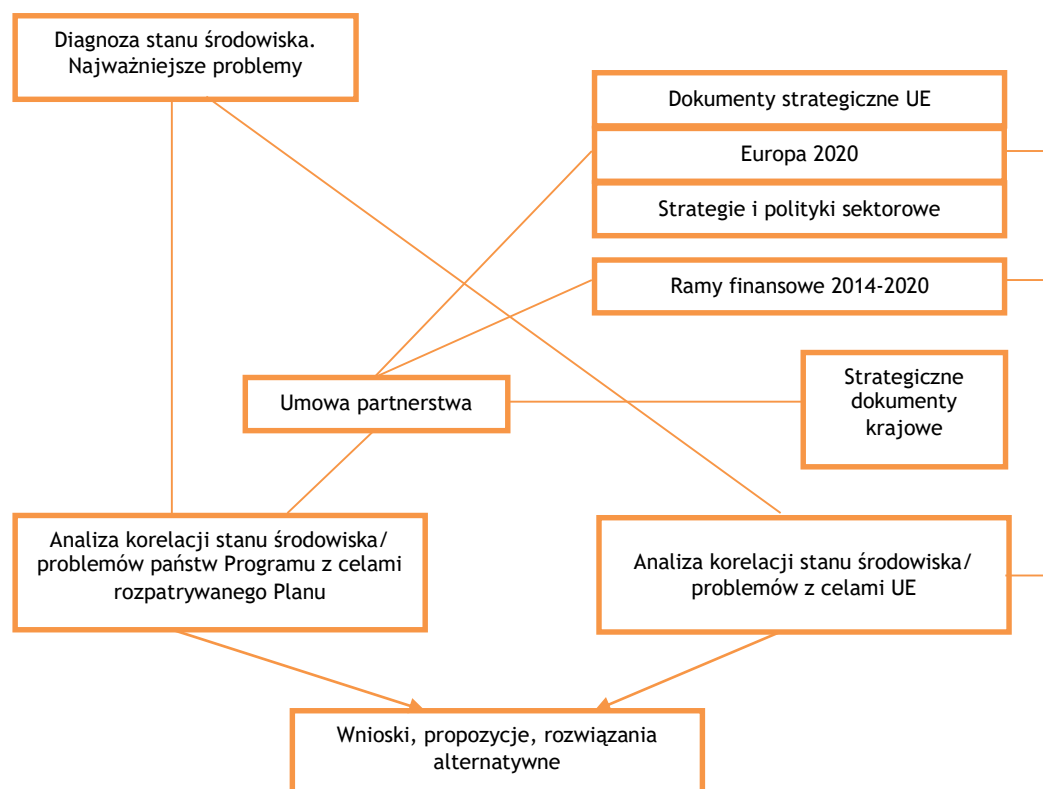 Diagnoza stanu środowiska.
Najważniejsze problemy
Dokumenty strategiczne UE
Europa 2020
Strategie i polityki sektorowe
Ramy finansowe 2014-2020
Umowa partnerstwa
Strategiczne
dokumenty
krajowe
Analiza korelacji stanu środowiska/
problemów państw Programu z celami
rozpatrywanego Planu
Analiza korelacji stanu środowiska/
problemów z celami UE
Wnioski, propozycje, rozwiązania
alternatywne